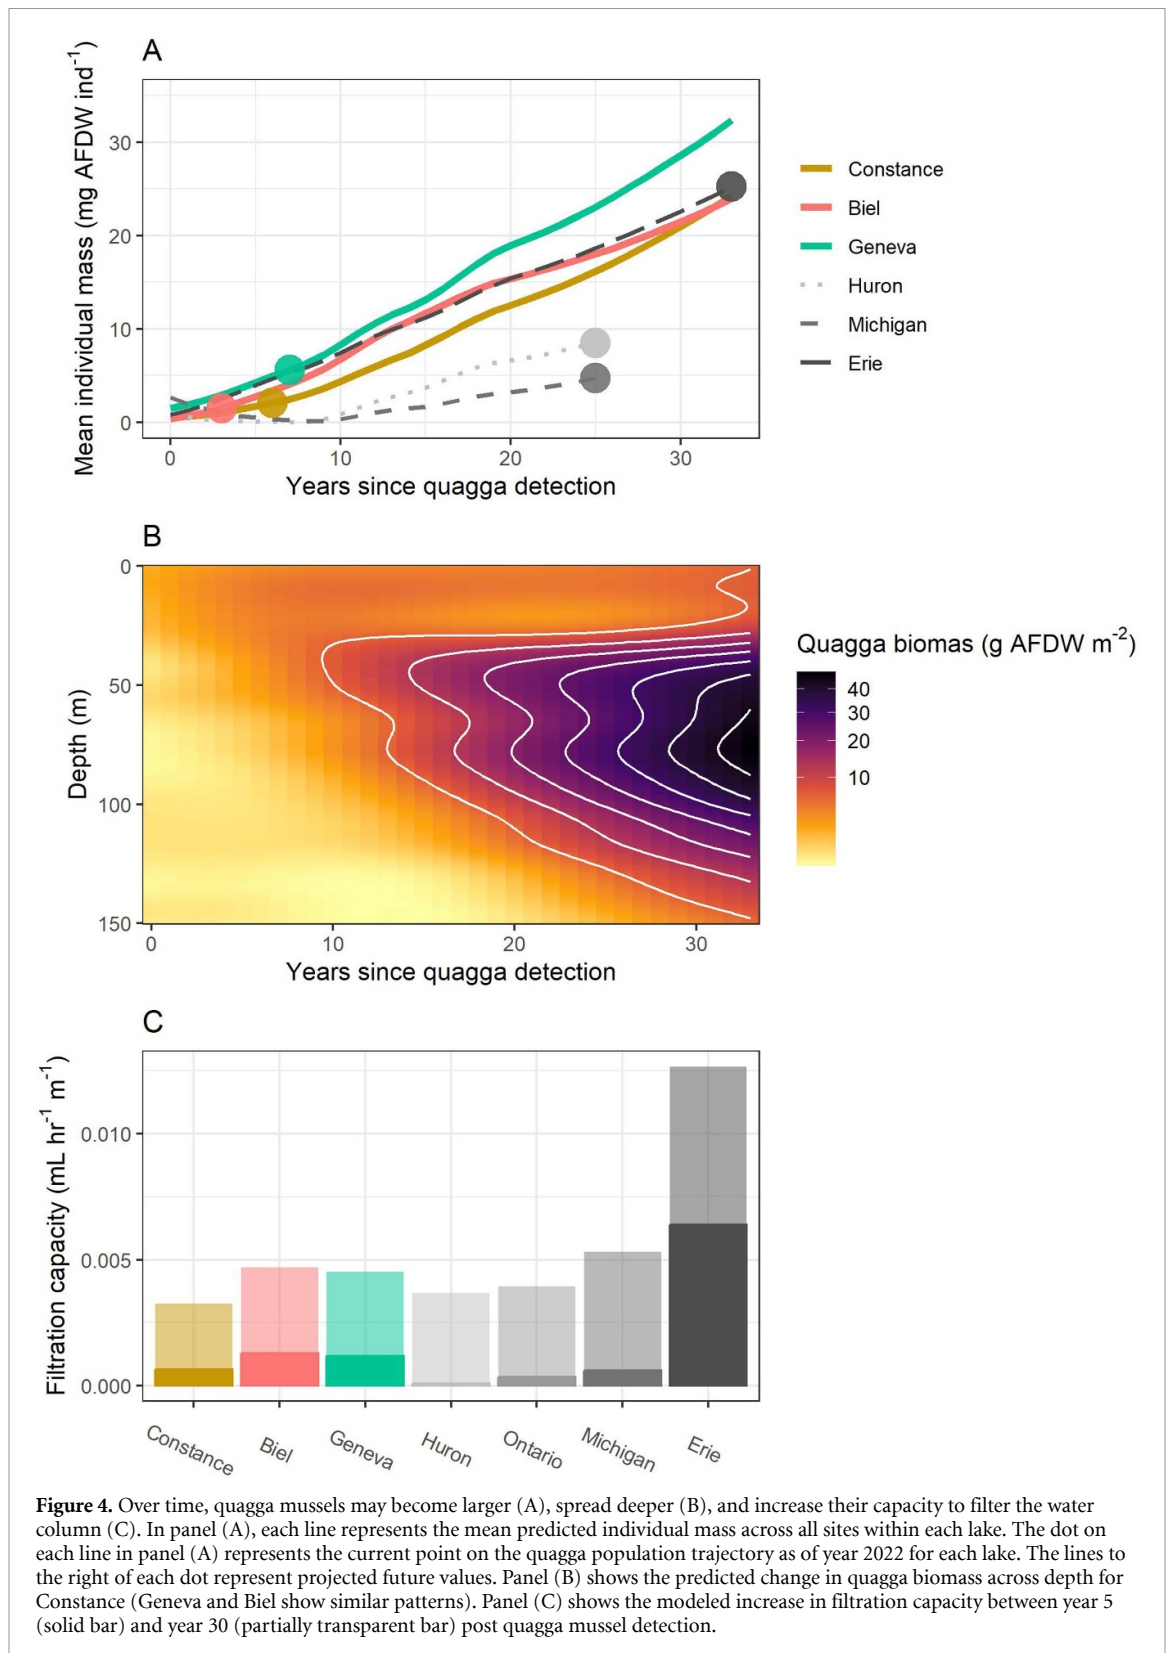 A
Mean individual mass (mg AFDW ind-1)
30
20
10
0
0 10 20 30
Years since quagga detection
Constance
Biel
Geneva
Huron
Michigan
Erie
B
Depth (m)
0
50
100
150
0 10 20 30
Years since quagga detection
Quagga biomas (g AFDW m-2)
40
30
20
10
C
Filtration capacity (mL hr-1 m-1)
0.010
0.005
0.000
Constance Biel Geneva Huron Ontario Michigan Erie
Figure 4. Over time, quagga mussels may become larger (A), spread deeper (B), and increase their capacity to filter the water
column (C). In panel (A), each line represents the mean predicted individual mass across all sites within each lake. The dot on
each line in panel (A) represents the current point on the quagga population trajectory as of year 2022 for each lake. The lines to
the right of each dot represent projected future values. Panel (B) shows the predicted change in quagga biomass across depth for
Constance (Geneva and Biel show similar patterns). Panel (C) shows the modeled increase in filtration capacity between year 5
(solid bar) and year 30 (partially transparent bar) post quagga mussel detection.